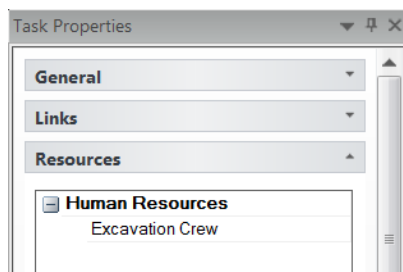 Task Properties
General
Links
Resources
Human Resources
Excavation Crew